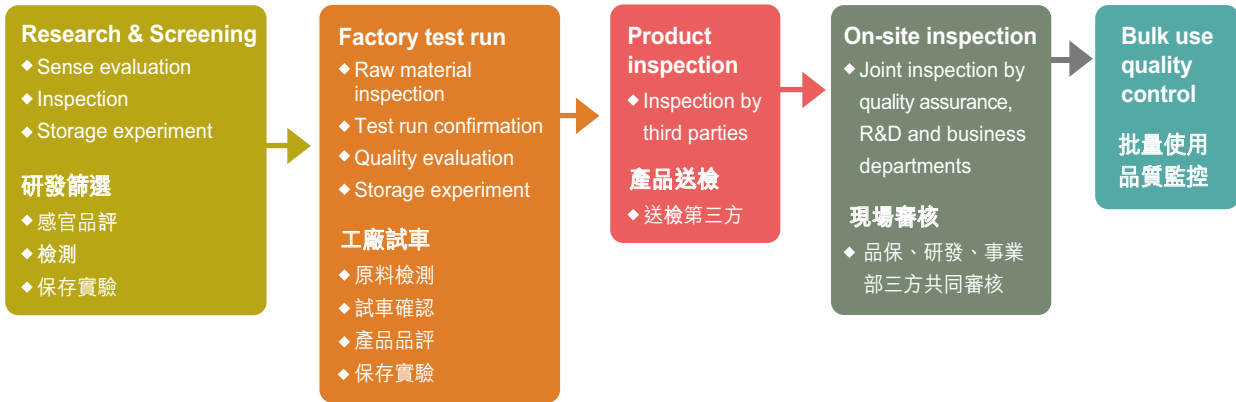 Research & Screening
◆ Sense evaluation
◆ Inspection
◆ Storage experiment
研發篩選
◆ 感官品評
◆ 檢測
◆ 保存實驗
Factory test run
◆ Raw material
inspection
◆ Test run confirmation
◆ Quality evaluation
◆ Storage experiment
工廠試車
◆ 原料檢測
◆ 試車確認
◆ 產品品評
◆ 保存實驗
Product
inspection
◆ Inspection by
third parties
產品送檢
◆ 送檢第三方
On-site inspection
◆ Joint inspection by
quality assurance,
R&D and business
departments
現場審核
◆ 品保、研發、事業
部三方共同審核
Bulk use
quality
control
批量使用
品質監控